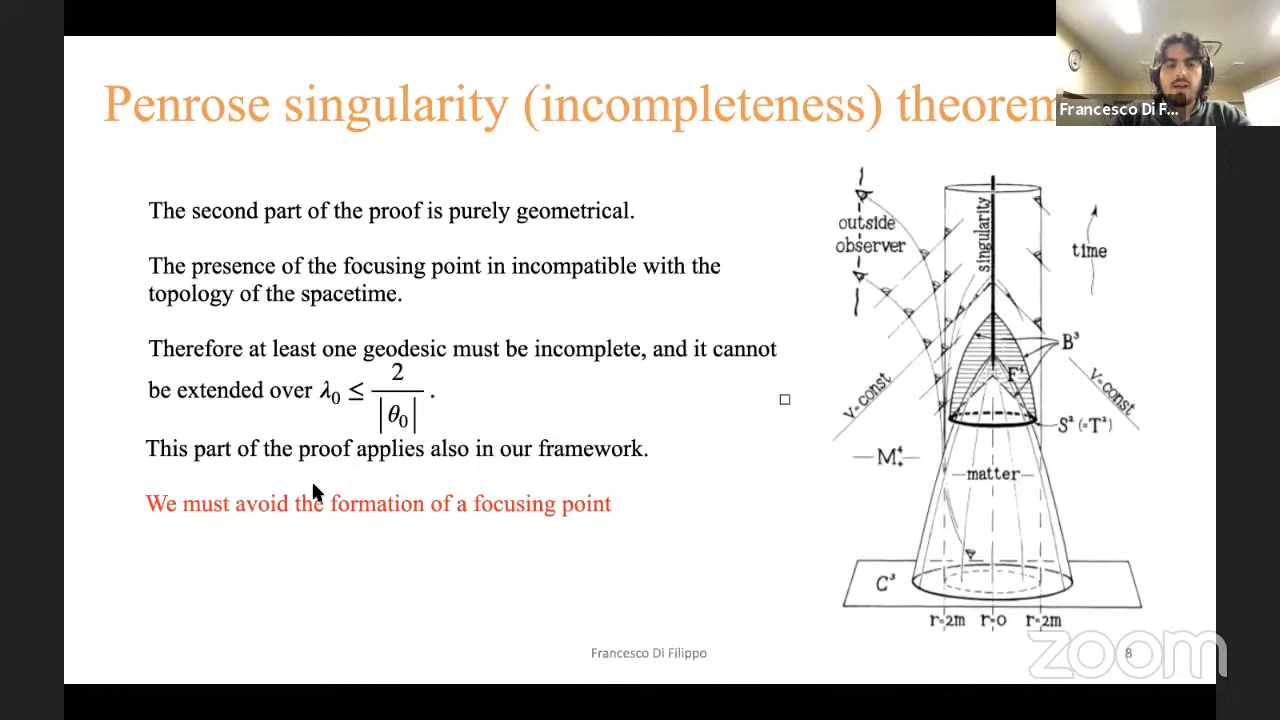 Penrose singularity (incompleteness) theorem
Francesco Di F...
The second part of the proof is purely geometrical.
The presence of the focusing point in incompatible with the
topology of the spacetime.
Therefore at least one geodesic must be incomplete, and it cannot
be extended over λ₀ ≤ 2/|θ₀| .
This part of the proof applies also in our framework.
We must avoid the formation of a focusing point
outside
observer
singularity
time
B³
F⁴
V=const
V=const
S² (=T²)
M⁴₊
matter
C³
r=2m r=0 r=2m
Francesco Di Filippo
8
zoom